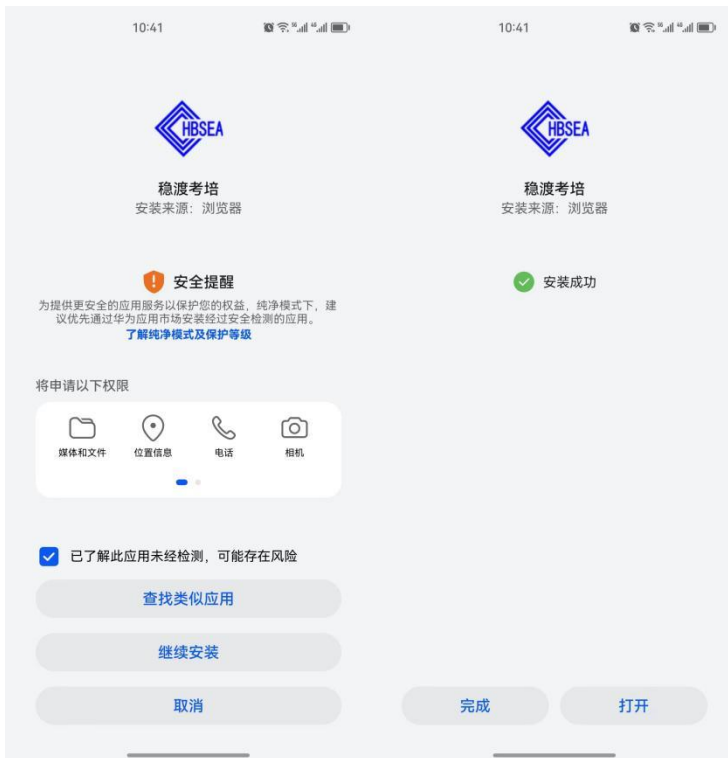 10:41
HBSEA
稳渡考培
安装来源：浏览器
安全提醒
为提供更安全的应用服务以保护您的权益，纯净模式下，建
议优先通过华为应用市场安装经过安全检测的应用。
了解纯净模式及保护等级
将申请以下权限
媒体和文件 位置信息 电话 相机
已了解此应用未经检测，可能存在风险
查找类似应用
继续安装
取消
10:41
HBSEA
稳渡考培
安装来源：浏览器
安装成功
完成 打开